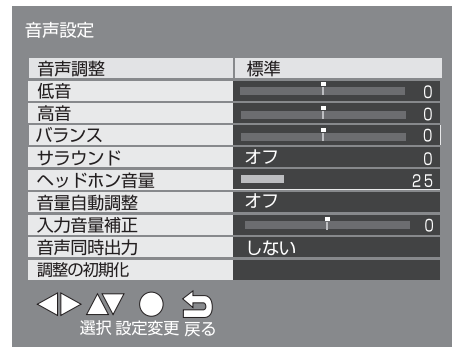 音声設定
音声調整 標準
低音 0
高音 0
バランス 0
サラウンド オフ 0
ヘッドホン音量 25
音量自動調整 オフ
入力音量補正 0
音声同時出力 しない
調整の初期化
選択 設定変更 戻る